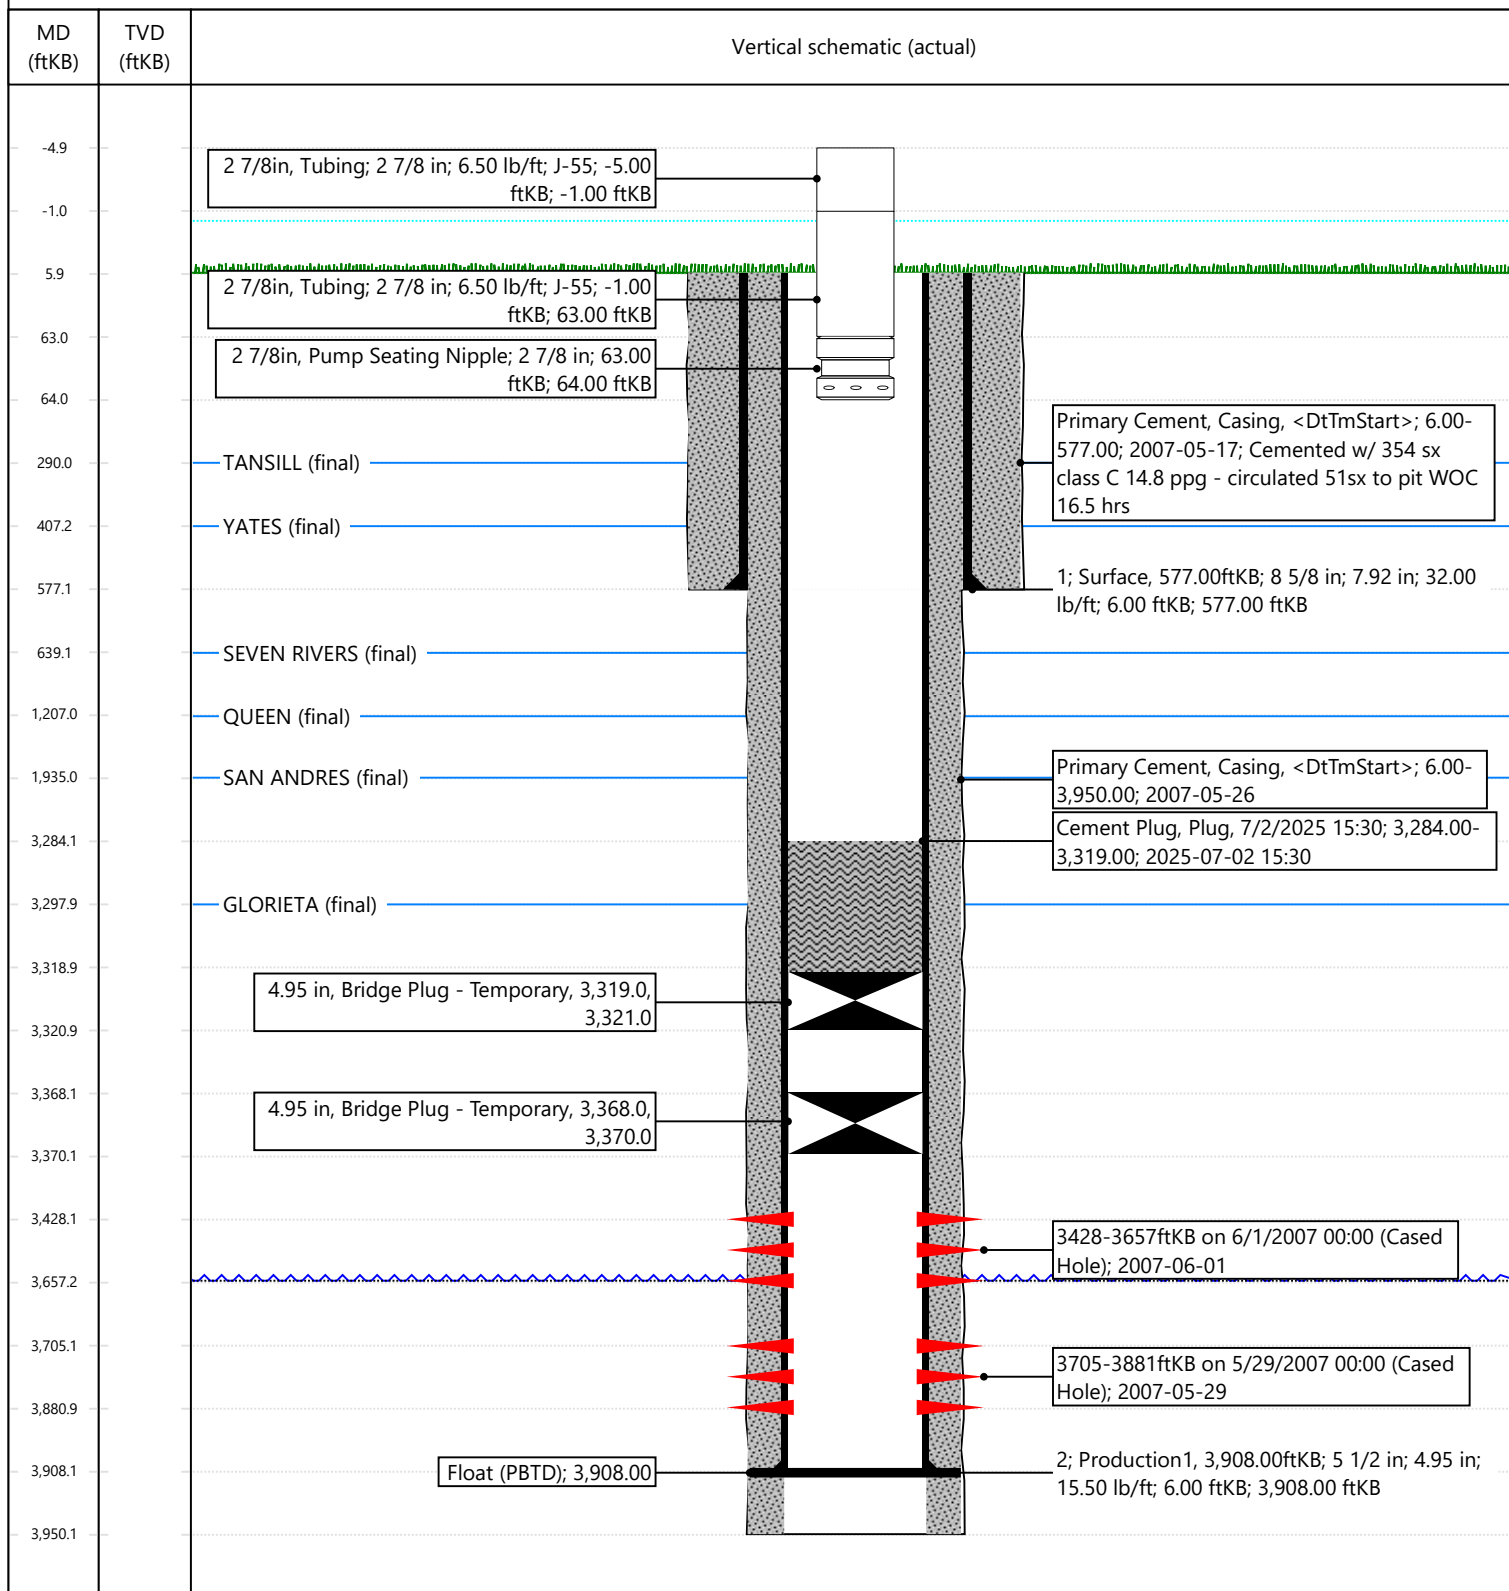 MD
(ftKB)
TVD
(ftKB)
Vertical schematic (actual)
-4.9
2 7/8in, Tubing; 2 7/8 in; 6.50 lb/ft; J-55; -5.00
ftKB; -1.00 ftKB
-1.0
5.9
2 7/8in, Tubing; 2 7/8 in; 6.50 lb/ft; J-55; -1.00
ftKB; 63.00 ftKB
63.0
2 7/8in, Pump Seating Nipple; 2 7/8 in; 63.00
ftKB; 64.00 ftKB
64.0
Primary Cement, Casing, <DtTmStart>; 6.00-
577.00; 2007-05-17; Cemented w/ 354 sx
class C 14.8 ppg - circulated 51sx to pit WOC
16.5 hrs
290.0
TANSILL (final)
407.2
YATES (final)
577.1
1; Surface, 577.00ftKB; 8 5/8 in; 7.92 in; 32.00
lb/ft; 6.00 ftKB; 577.00 ftKB
639.1
SEVEN RIVERS (final)
1,207.0
QUEEN (final)
1,935.0
SAN ANDRES (final)
Primary Cement, Casing, <DtTmStart>; 6.00-
3,950.00; 2007-05-26
3,284.1
Cement Plug, Plug, 7/2/2025 15:30; 3,284.00-
3,319.00; 2025-07-02 15:30
3,297.9
GLORIETA (final)
3,318.9
4.95 in, Bridge Plug - Temporary, 3,319.0,
3,321.0
3,320.9
3,368.1
4.95 in, Bridge Plug - Temporary, 3,368.0,
3,370.0
3,370.1
3,428.1
3428-3657ftKB on 6/1/2007 00:00 (Cased
Hole); 2007-06-01
3,657.2
3,705.1
3705-3881ftKB on 5/29/2007 00:00 (Cased
Hole); 2007-05-29
3,880.9
3,908.1
Float (PBTD); 3,908.00
2; Production1, 3,908.00ftKB; 5 1/2 in; 4.95 in;
15.50 lb/ft; 6.00 ftKB; 3,908.00 ftKB
3,950.1